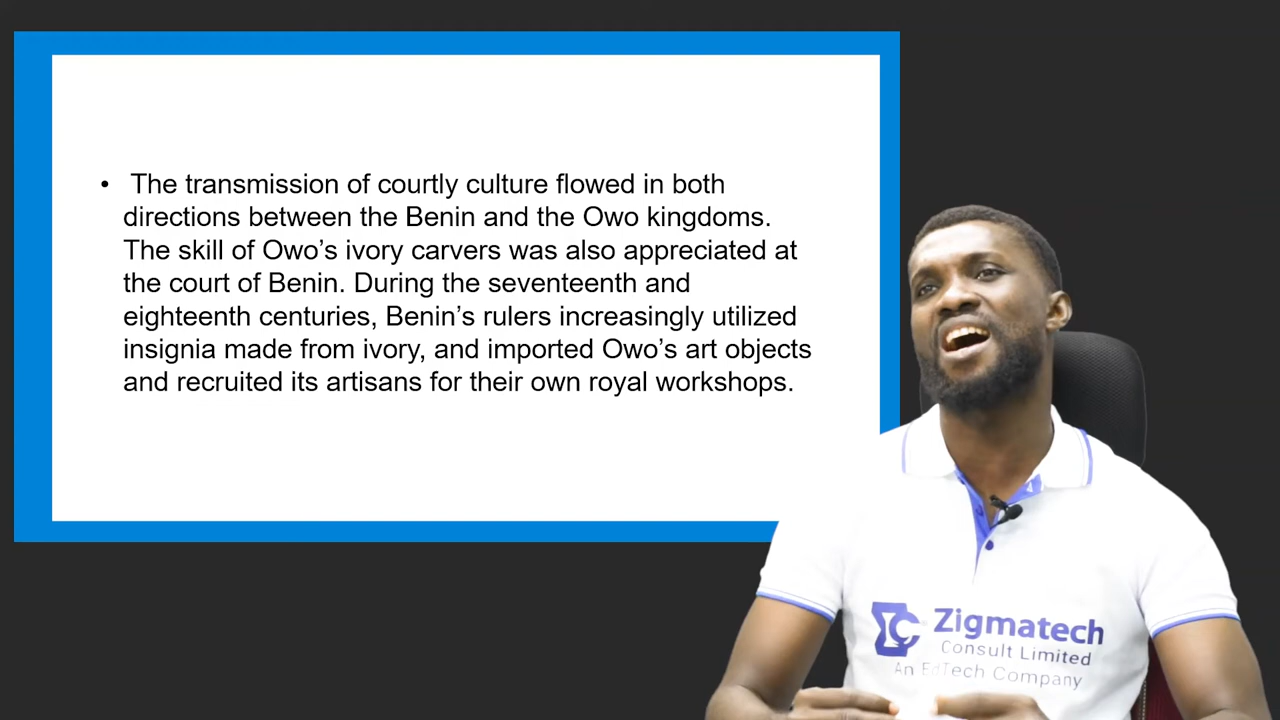 • The transmission of courtly culture flowed in both
directions between the Benin and the Owo kingdoms.
The skill of Owo’s ivory carvers was also appreciated at
the court of Benin. During the seventeenth and
eighteenth centuries, Benin’s rulers increasingly utilized
insignia made from ivory, and imported Owo’s art objects
and recruited its artisans for their own royal workshops.
Zigmatech
Consult Limited
An EdTech Company